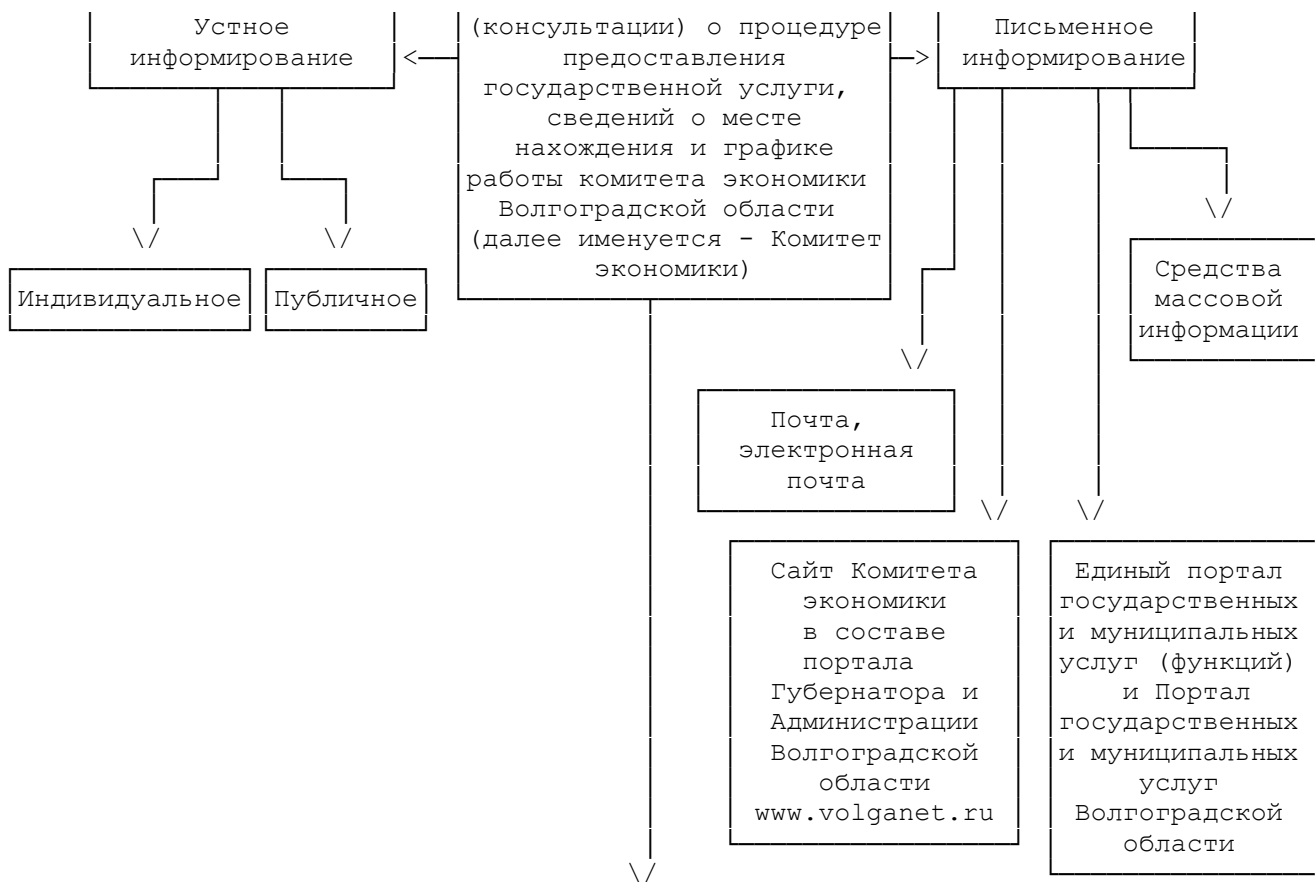 Устное
информирование
(консультации) о процедуре
предоставления
государственной услуги,
сведений о месте
нахождения и графике
работы комитета экономики
Волгоградской области
(далее именуется - Комитет
экономики)
Письменное
информирование
Индивидуальное
Публичное
Средства
массовой
информации
Почта,
электронная
почта
Сайт Комитета
экономики
в составе
портала
Губернатора и
Администрации
Волгоградской
области
www.volganet.ru
Единый портал
государственных
и муниципальных
услуг (функций)
и Портал
государственных
и муниципальных
услуг
Волгоградской
области